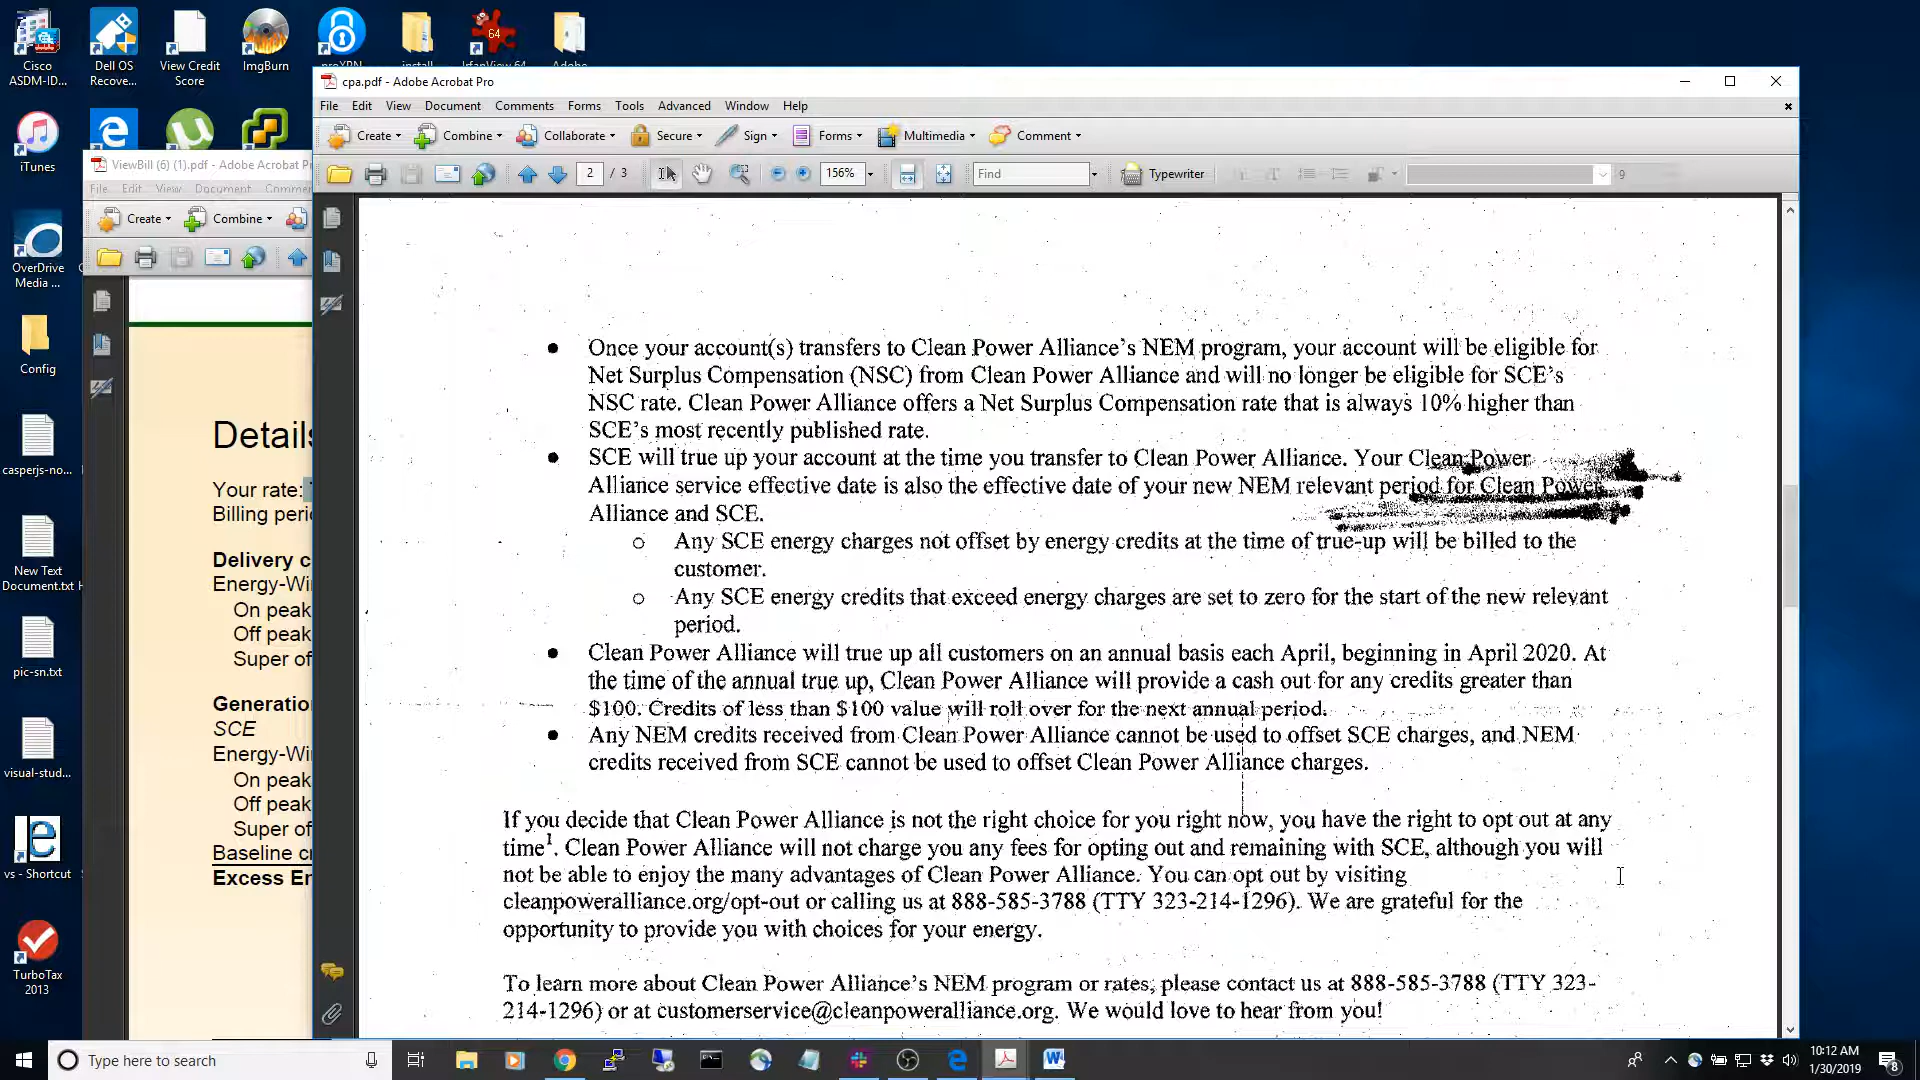 Cisco ASDM-ID...
Dell OS Recove...
View Credit Score
ImgBurn
proXPN
install
IrfanView 64
Adobe
iTunes
OverDrive Media ...
Config
casperjs-no...
New Text Document.txt
pic-sn.txt
visual-stud...
vs - Shortcut
TurboTax 2013
ViewBill (6) (1).pdf - Adobe Acrobat Pr
File Edit View Document Commen
Create Combine
Details
Your rate:
Billing peri
Delivery c
Energy-Wi
On peak
Off peak
Super of
Generatio
SCE
Energy-Wi
On peak
Off peak
Super of
Baseline cr
Excess En
cpa.pdf - Adobe Acrobat Pro
File Edit View Document Comments Forms Tools Advanced Window Help
Create Combine Collaborate Secure Sign Forms Multimedia Comment
2 / 3 156% Find Typewriter 9
• Once your account(s) transfers to Clean Power Alliance's NEM program, your account will be eligible for
Net Surplus Compensation (NSC) from Clean Power Alliance and will no longer be eligible for SCE's
NSC rate. Clean Power Alliance offers a Net Surplus Compensation rate that is always 10% higher than
SCE's most recently published rate.
• SCE will true up your account at the time you transfer to Clean Power Alliance. Your Clean Power
Alliance service effective date is also the effective date of your new NEM relevant period for Clean Power
Alliance and SCE.
o Any SCE energy charges not offset by energy credits at the time of true-up will be billed to the
customer.
o Any SCE energy credits that exceed energy charges are set to zero for the start of the new relevant
period.
• Clean Power Alliance will true up all customers on an annual basis each April, beginning in April 2020. At
the time of the annual true up, Clean Power Alliance will provide a cash out for any credits greater than
$100. Credits of less than $100 value will roll over for the next annual period.
• Any NEM credits received from Clean Power Alliance cannot be used to offset SCE charges, and NEM
credits received from SCE cannot be used to offset Clean Power Alliance charges.
If you decide that Clean Power Alliance is not the right choice for you right now, you have the right to opt out at any
time1. Clean Power Alliance will not charge you any fees for opting out and remaining with SCE, although you will
not be able to enjoy the many advantages of Clean Power Alliance. You can opt out by visiting
cleanpoweralliance.org/opt-out or calling us at 888-585-3788 (TTY 323-214-1296). We are grateful for the
opportunity to provide you with choices for your energy.
To learn more about Clean Power Alliance's NEM program or rates, please contact us at 888-585-3788 (TTY 323-
214-1296) or at customerservice@cleanpoweralliance.org. We would love to hear from you!
Type here to search
10:12 AM
1/30/2019
8